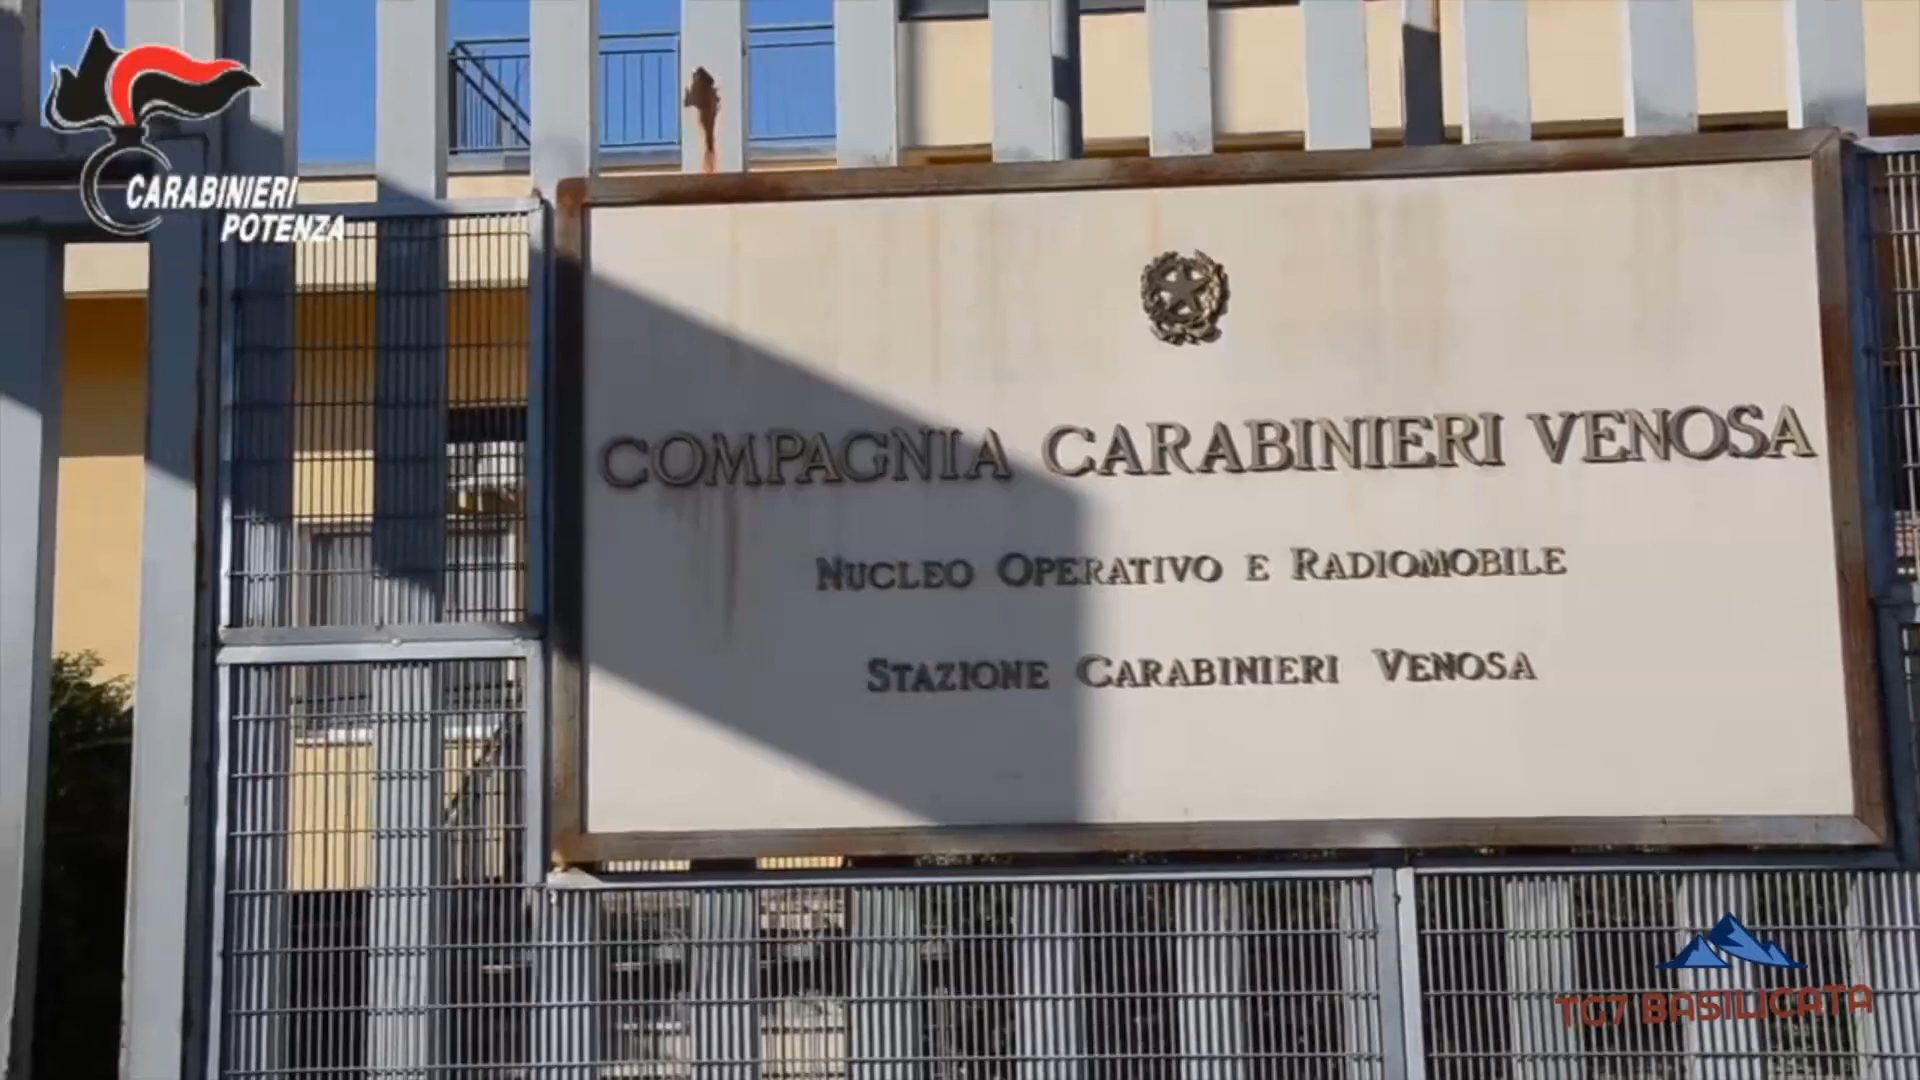 CARABINIERI
POTENZA
COMPAGNIA CARABINIERI VENOSA
NUCLEO OPERATIVO E RADIOMOBILE
STAZIONE CARABINIERI VENOSA
TG7 BASILICATA